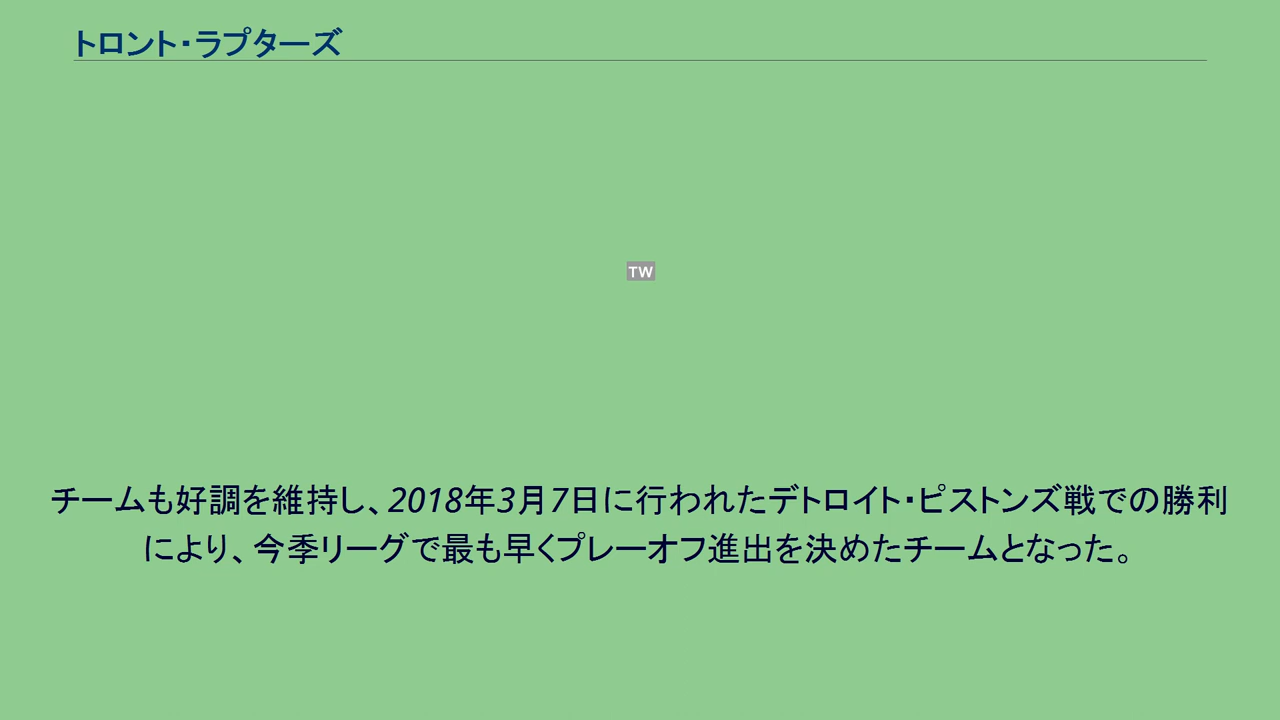 トロント・ラプターズ
TW
チームも好調を維持し、2018年3月7日に行われたデトロイト・ピストンズ戦での勝利
により、今季リーグで最も早くプレーオフ進出を決めたチームとなった。